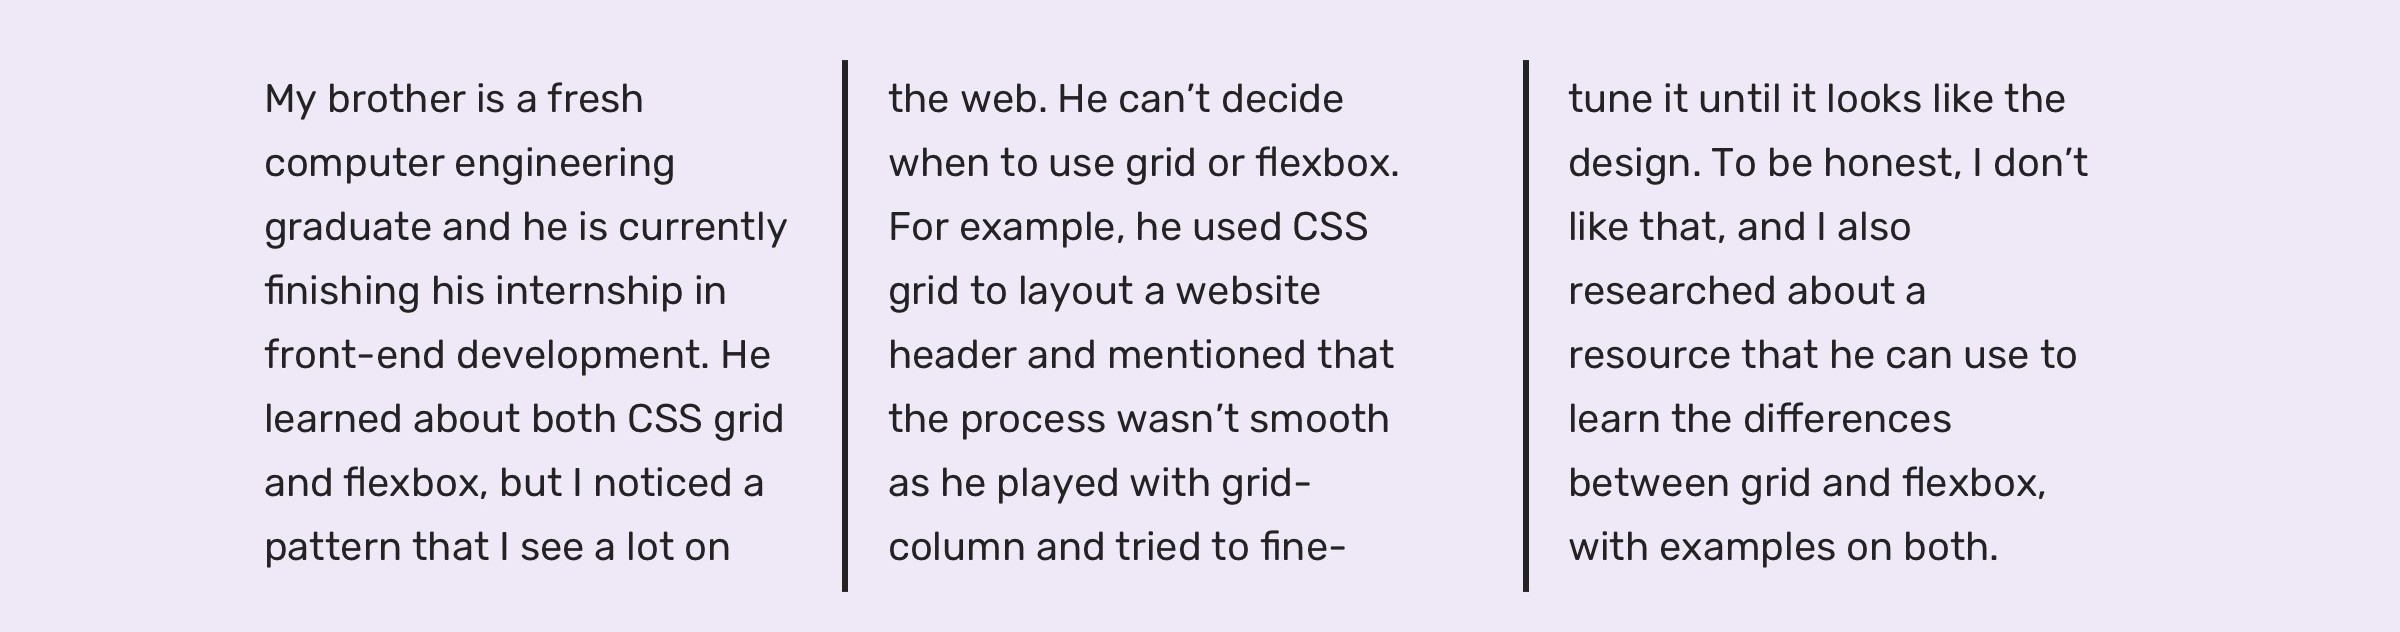 My brother is a fresh
computer engineering
graduate and he is currently
finishing his internship in
front-end development. He
learned about both CSS grid
and flexbox, but I noticed a
pattern that I see a lot on
the web. He can’t decide
when to use grid or flexbox.
For example, he used CSS
grid to layout a website
header and mentioned that
the process wasn’t smooth
as he played with grid-
column and tried to fine-
tune it until it looks like the
design. To be honest, I don’t
like that, and I also
researched about a
resource that he can use to
learn the differences
between grid and flexbox,
with examples on both.